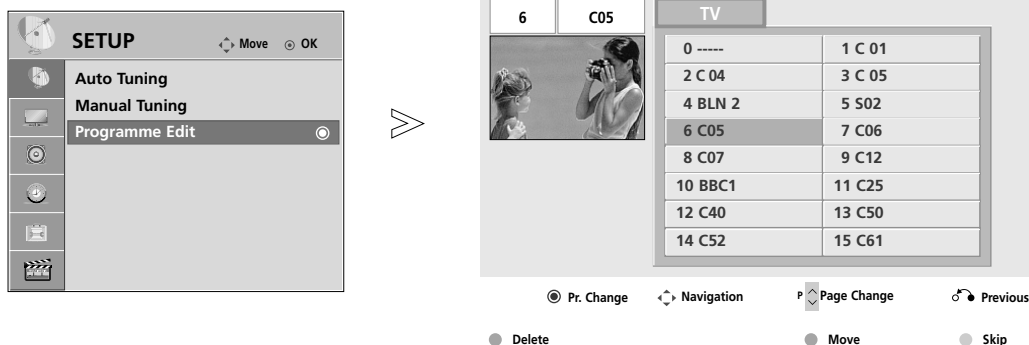 SETUP Move OK
Auto Tuning
Manual Tuning
Programme Edit
6 C05
TV
0 ----- 1 C 01
2 C 04 3 C 05
4 BLN 2 5 S02
6 C05 7 C06
8 C07 9 C12
10 BBC1 11 C25
12 C40 13 C50
14 C52 15 C61
Pr. Change Navigation P Page Change Previous
Delete Move Skip